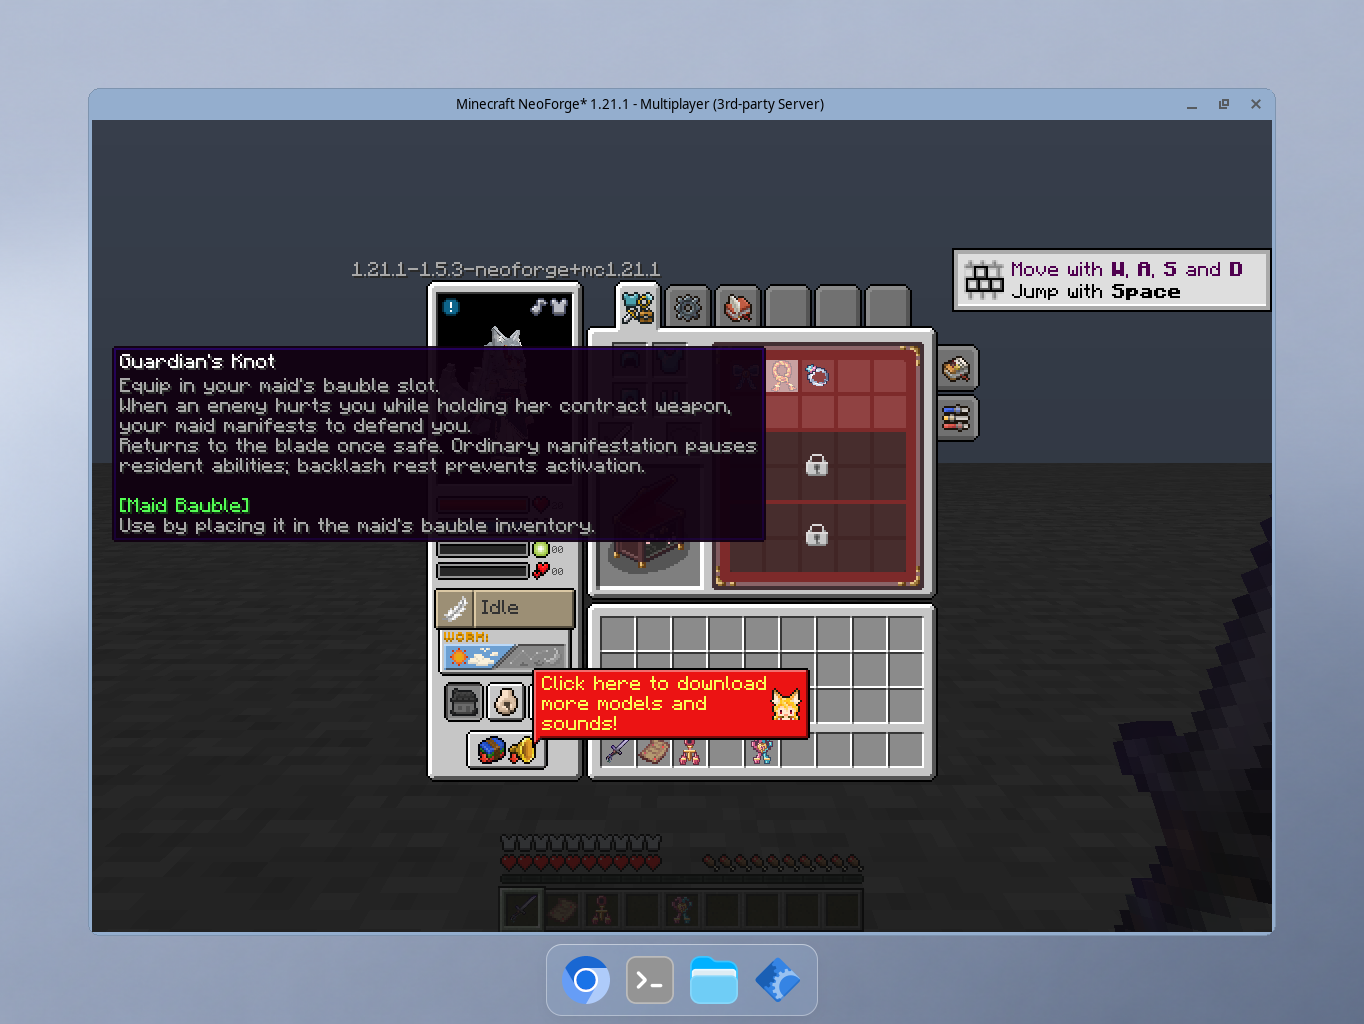 Minecraft NeoForge* 1.21.1 - Multiplayer (3rd-party Server)
1.21.1-1.5.3-neoforge+mc1.21.1
Move with W, A, S and D
Jump with Space
Guardian's Knot
Equip in your maid's bauble slot.
When an enemy hurts you while holding her contract weapon,
your maid manifests to defend you.
Returns to the blade once safe. Ordinary manifestation pauses
resident abilities; backlash rest prevents activation.
[Maid Bauble]
Use by placing it in the maid's bauble inventory.
00
00
Idle
WORK:
Click here to download
more models and
sounds!